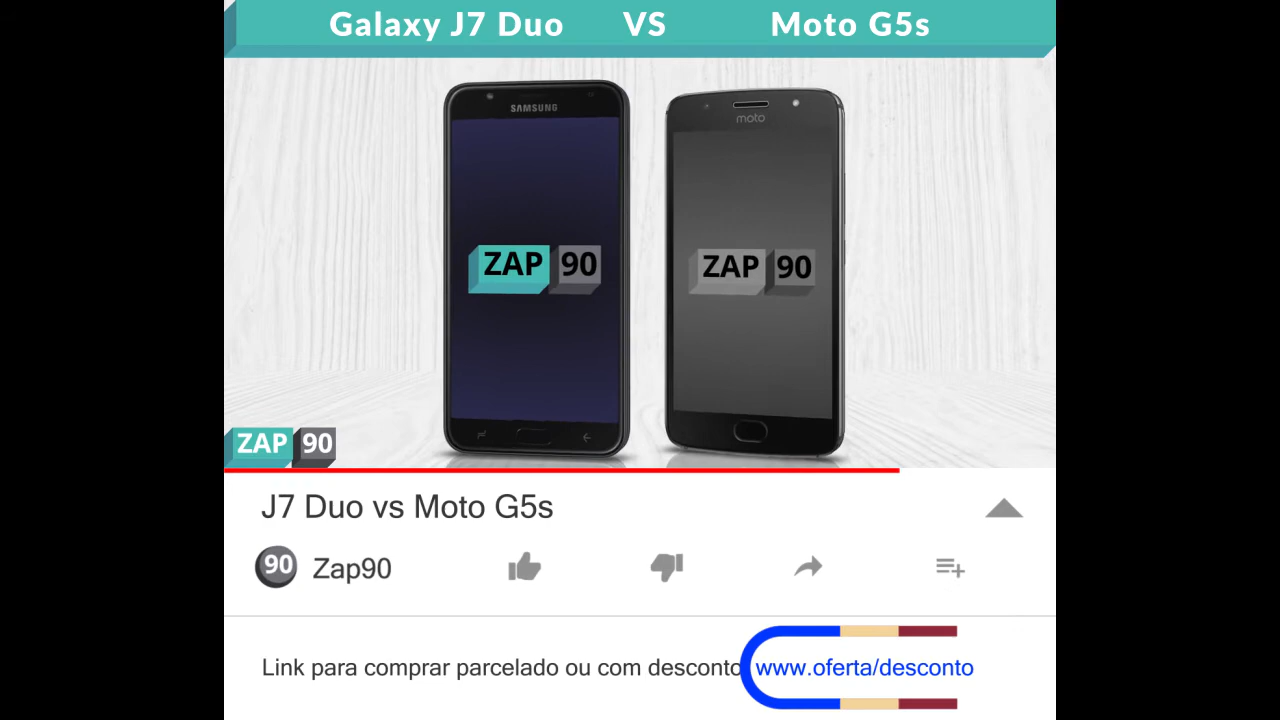 Galaxy J7 Duo VS Moto G5s
SAMSUNG
moto
ZAP 90
ZAP 90
ZAP 90
J7 Duo vs Moto G5s
90 Zap90
Link para comprar parcelado ou com desconto www.oferta/desconto